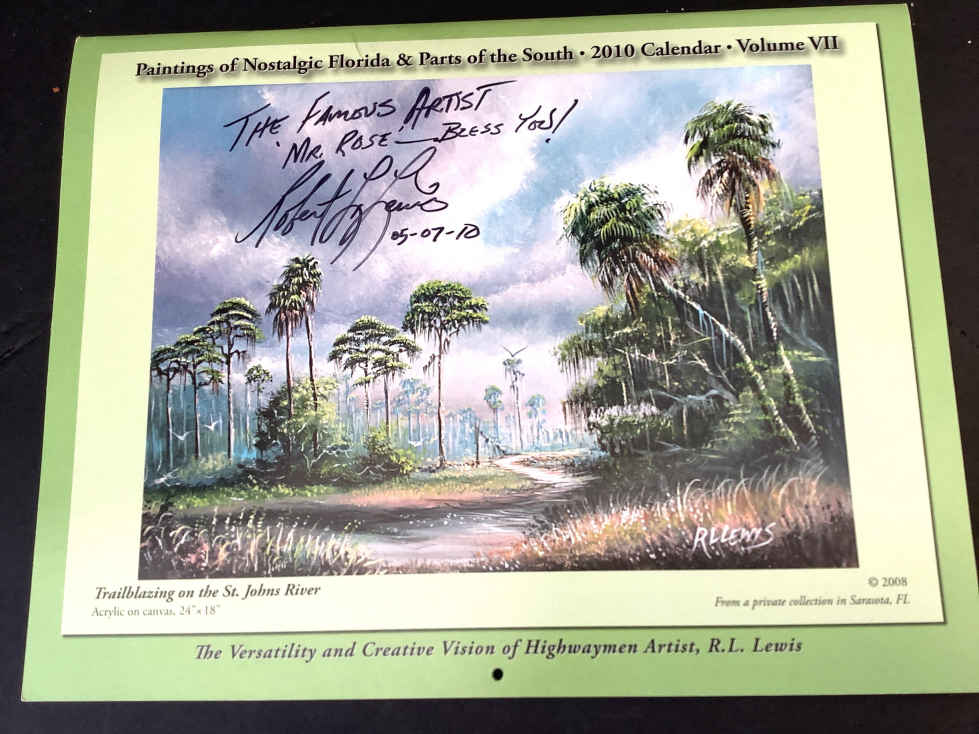 Paintings of Nostalgic Florida & Parts of the South • 2010 Calendar • Volume VII
THE FAMOUS ARTIST
'MR. ROSE' — BLESS YOU!
Robert L. Lewis
05-07-10
R.L.LEWIS
Trailblazing on the St. Johns River
Acrylic on canvas, 24"x18"
© 2008
From a private collection in Sarasota, FL
The Versatility and Creative Vision of Highwaymen Artist, R.L. Lewis